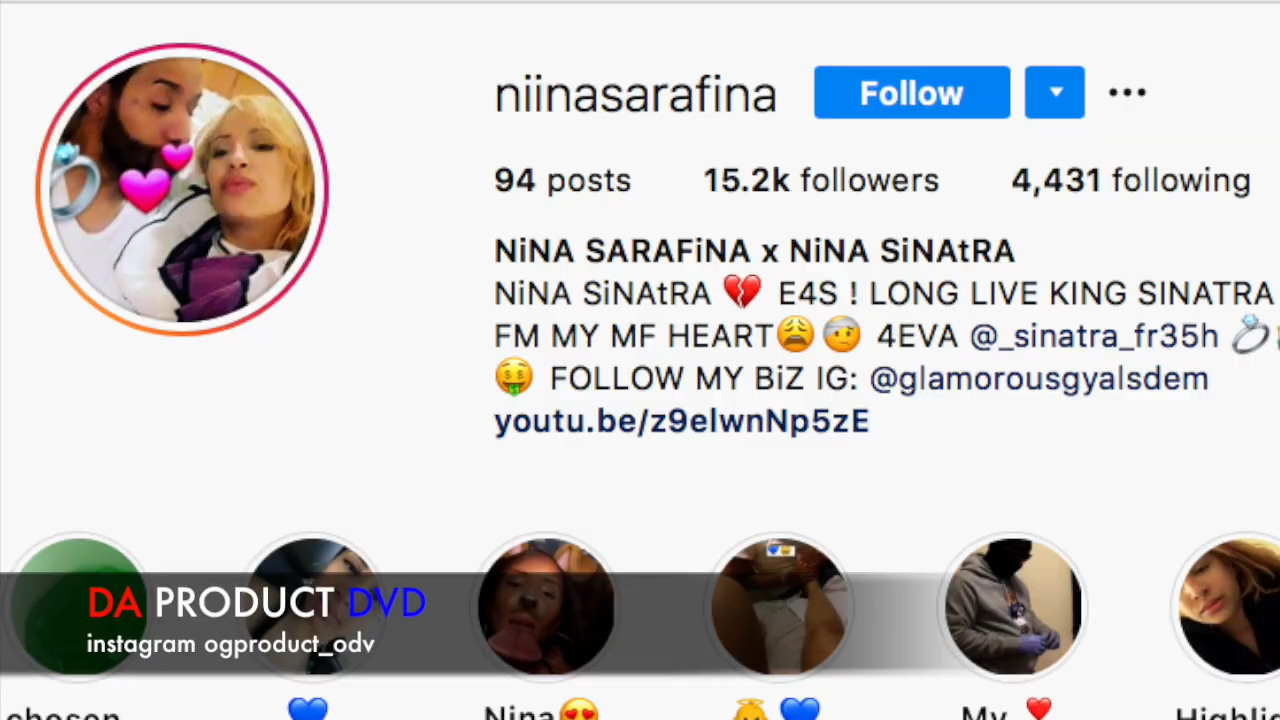 niinasarafina Follow
94 posts 15.2k followers 4,431 following
NiNA SARAFiNA x NiNA SiNAtRA
NiNA SiNAtRA 💔 E4S ! LONG LIVE KING SINATRA
FM MY MF HEART😩🤕 4EVA @_sinatra_fr35h 💍
🤑 FOLLOW MY BiZ IG: @glamorousgyalsdem
youtu.be/z9elwnNp5zE
DA PRODUCT DVD
instagram ogproduct_odv
chosen 💙 Nina😍 😇💙 My ❤️